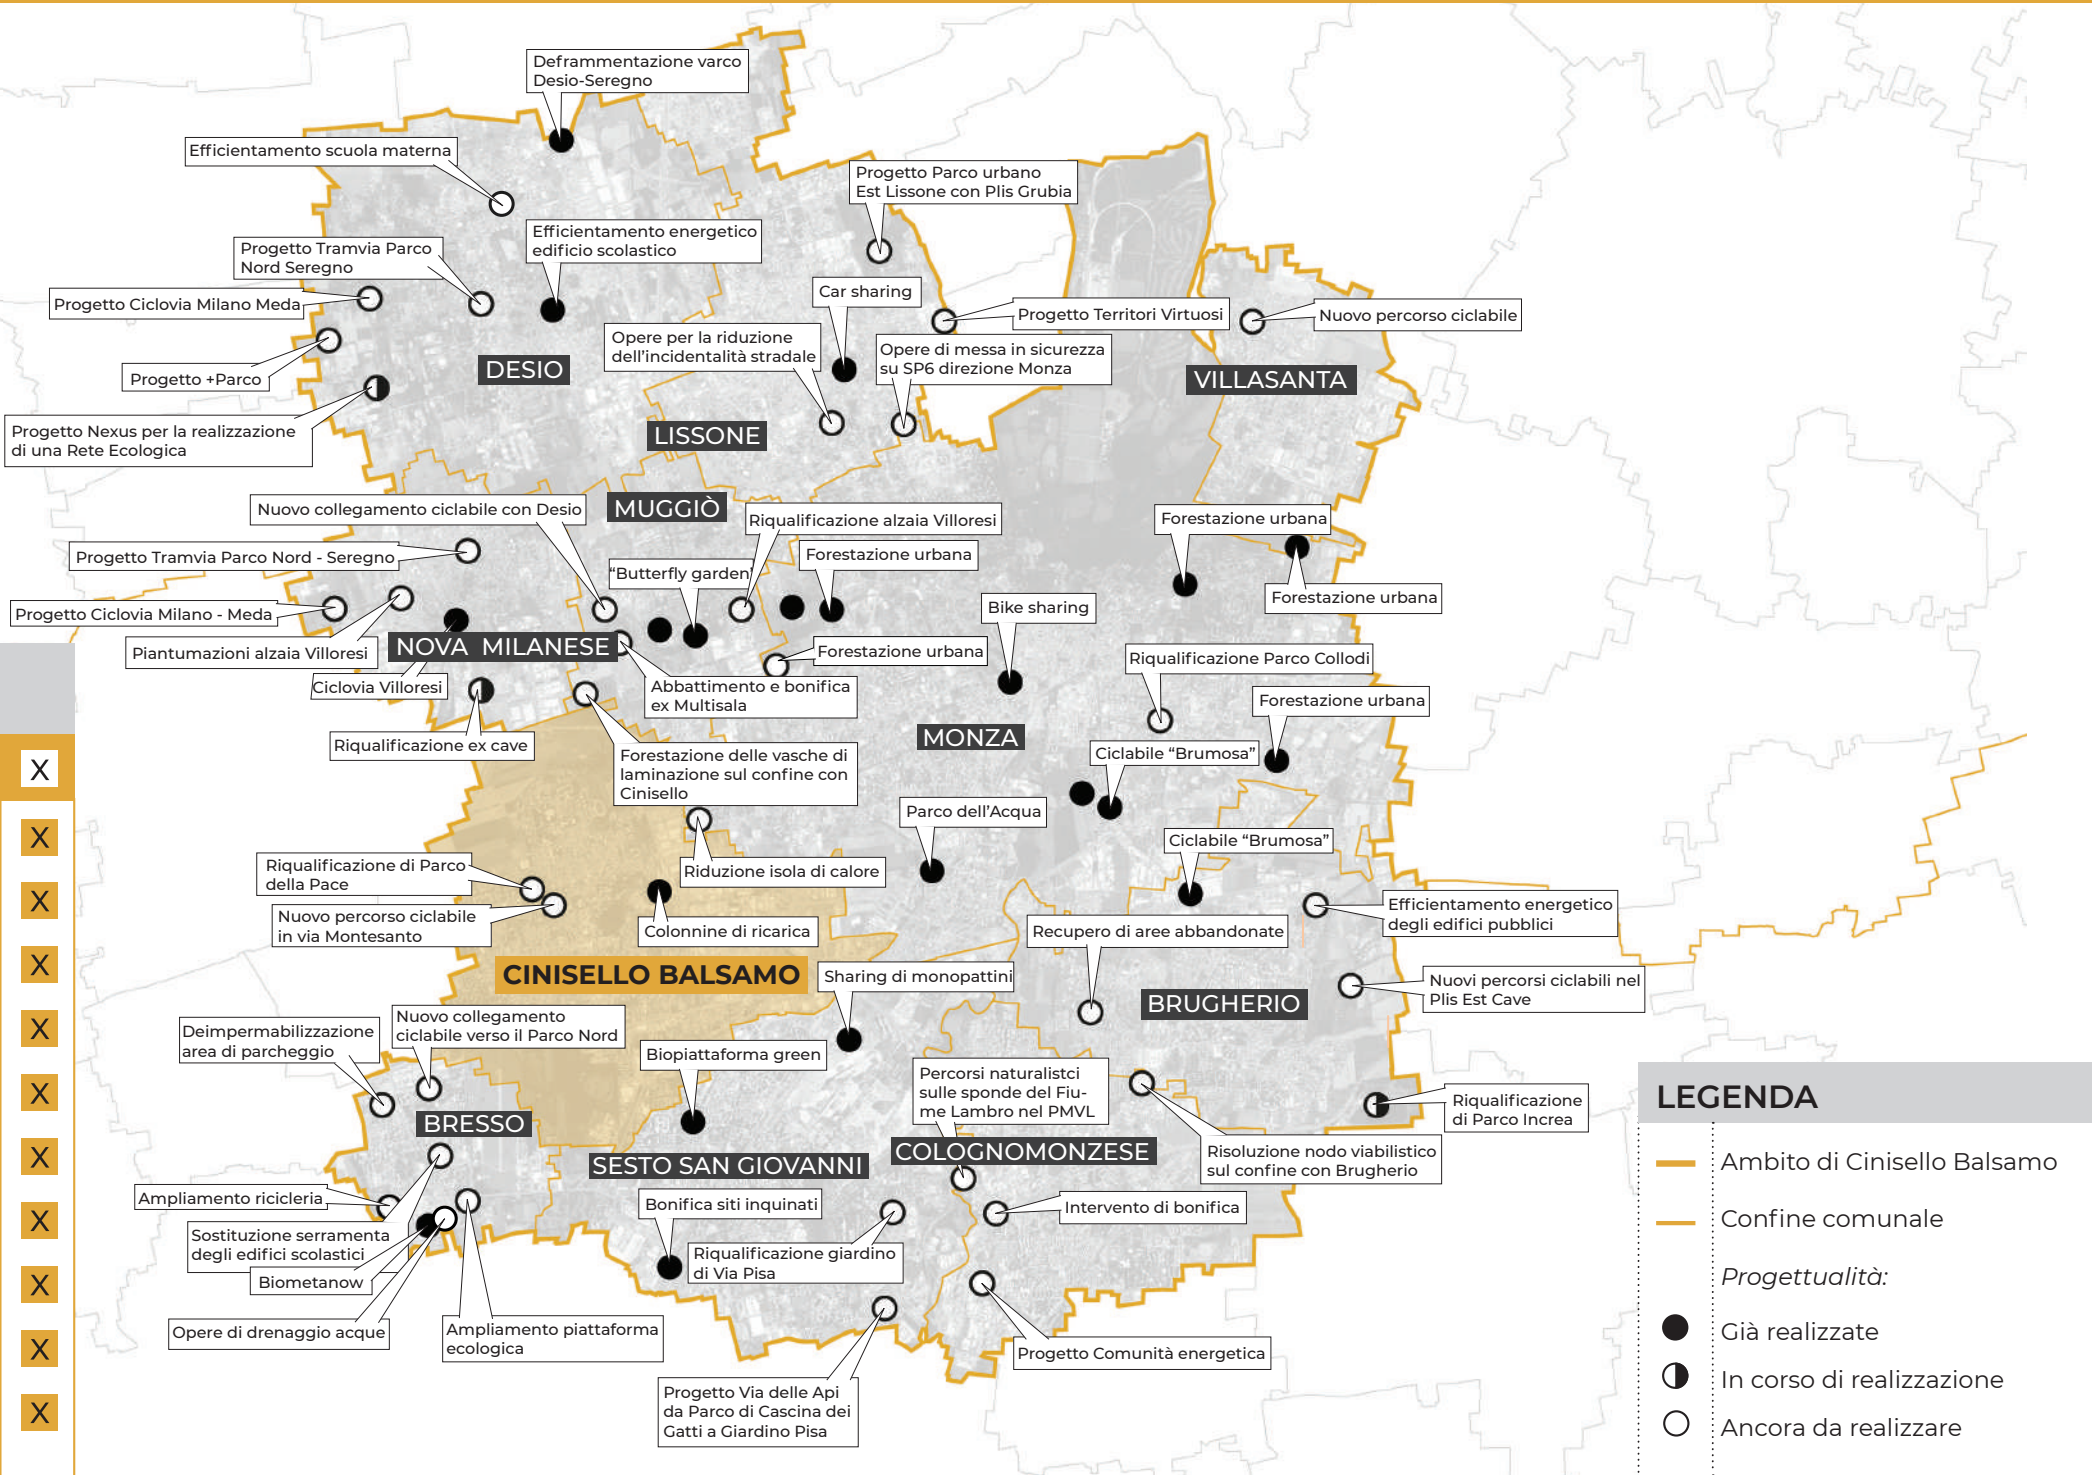 Deframmentazione varco
Desio-Seregno
Efficientamento scuola materna
Progetto Parco urbano
Est Lissone con Plis Grubia
Efficientamento energetico
edificio scolastico
Progetto Tramvia Parco
Nord Seregno
Car sharing
Progetto Ciclovia Milano Meda
Progetto Territori Virtuosi
Nuovo percorso ciclabile
Opere per la riduzione
dell'incidentalità stradale
Opere di messa in sicurezza
su SP6 direzione Monza
Progetto +Parco
DESIO
VILLASANTA
Progetto Nexus per la realizzazione
di una Rete Ecologica
LISSONE
Nuovo collegamento ciclabile con Desio
MUGGIÒ
Riqualificazione alzaia Villoresi
Forestazione urbana
Progetto Tramvia Parco Nord - Seregno
Forestazione urbana
"Butterfly garden"
Forestazione urbana
Progetto Ciclovia Milano - Meda
Bike sharing
Piantumazioni alzaia Villoresi
NOVA MILANESE
Forestazione urbana
Riqualificazione Parco Collodi
Ciclovia Villoresi
Abbattimento e bonifica
ex Multisala
Forestazione urbana
Riqualificazione ex cave
MONZA
Forestazione delle vasche di
laminazione sul confine con
Cinisello
Ciclabile “Brumosa”
X
Parco dell'Acqua
X
Ciclabile “Brumosa”
Riqualificazione di Parco
della Pace
Riduzione isola di calore
X
Nuovo percorso ciclabile
in via Montesanto
Colonnine di ricarica
Recupero di aree abbandonate
Efficientamento energetico
degli edifici pubblici
X
CINISELLO BALSAMO
Sharing di monopattini
Nuovi percorsi ciclabili nel
Plis Est Cave
BRUGHERIO
X
Deimpermabilizzazione
area di parcheggio
Nuovo collegamento
ciclabile verso il Parco Nord
Biopiattaforma green
Percorsi naturalistci
sulle sponde del Fiu-
me Lambro nel PMVL
X
Riqualificazione
di Parco Increa
BRESSO
X
SESTO SAN GIOVANNI
COLOGNOMONZESE
Risoluzione nodo viabilistico
sul confine con Brugherio
Ampliamento ricicleria
Bonifica siti inquinati
Intervento di bonifica
X
Sostituzione serramenta
degli edifici scolastici
Riqualificazione giardino
di Via Pisa
Biometanow
X
Opere di drenaggio acque
Ampliamento piattaforma
ecologica
Progetto Comunità energetica
X
Progetto Via delle Api
da Parco di Cascina dei
Gatti a Giardino Pisa
X
LEGENDA
Ambito di Cinisello Balsamo
Confine comunale
Progettualità:
Già realizzate
In corso di realizzazione
Ancora da realizzare